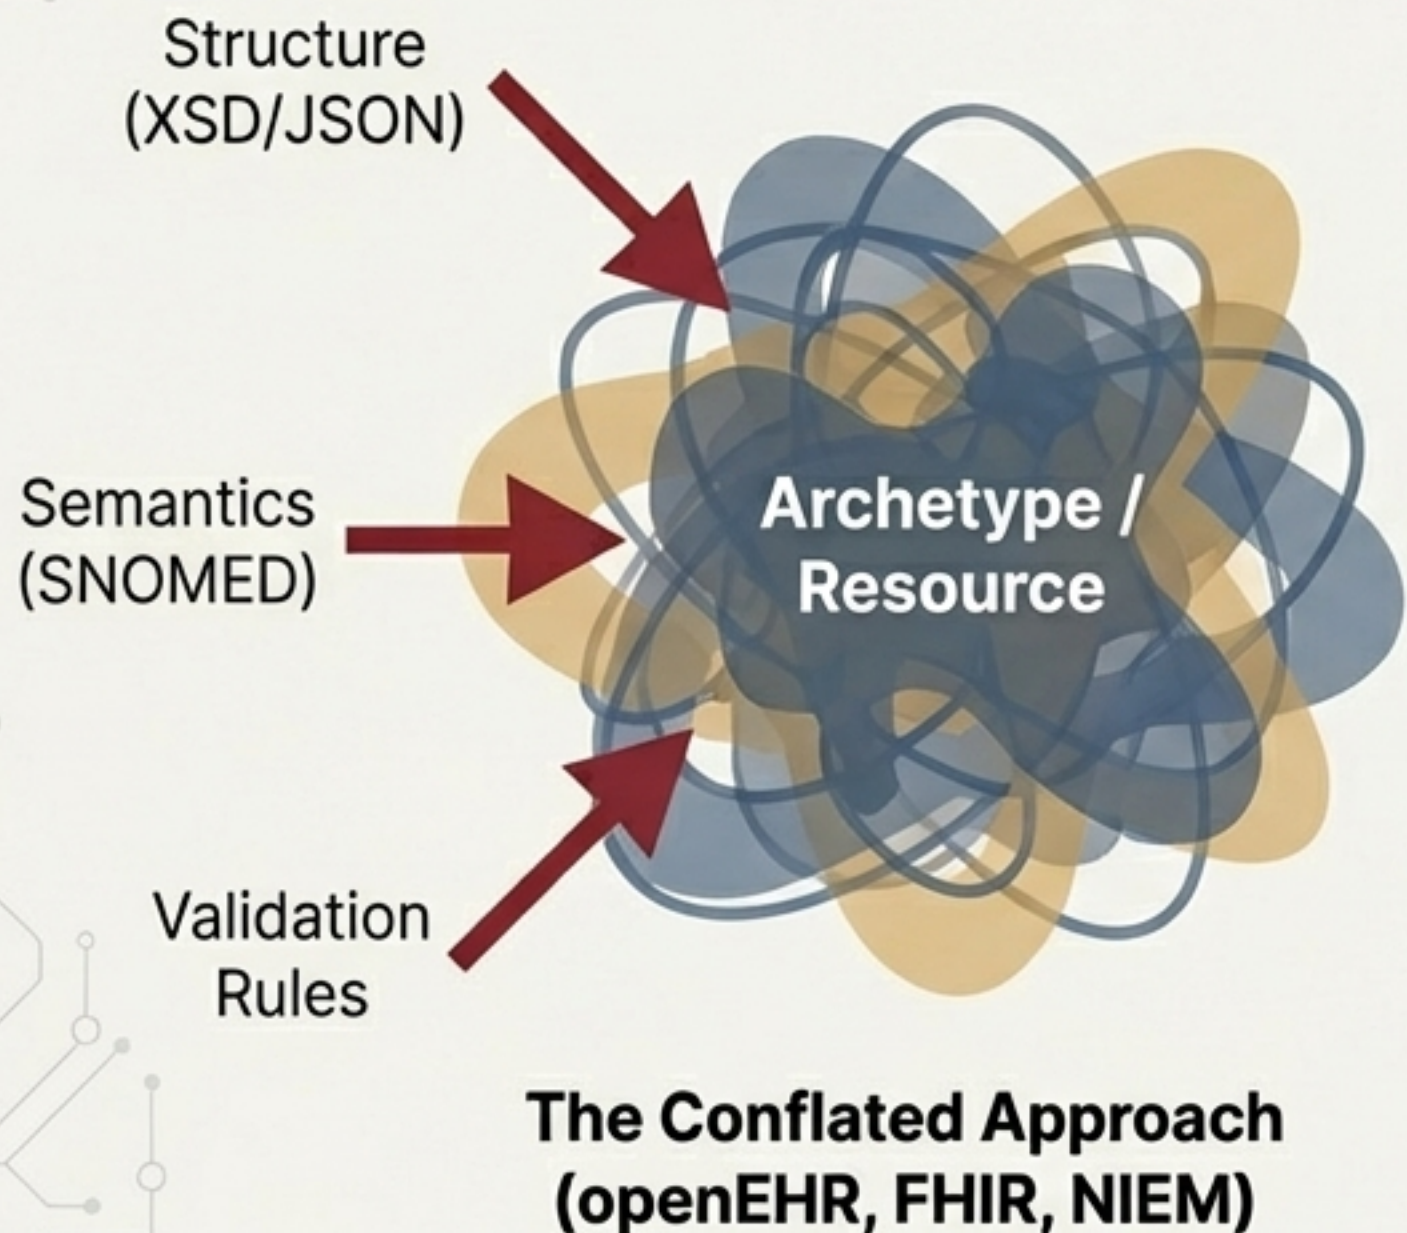 Structure
(XSD/JSON)
Semantics
(SNOMED)
Archetype /
Resource
Validation
Rules
The Conflated Approach
(openEHR, FHIR, NIEM)